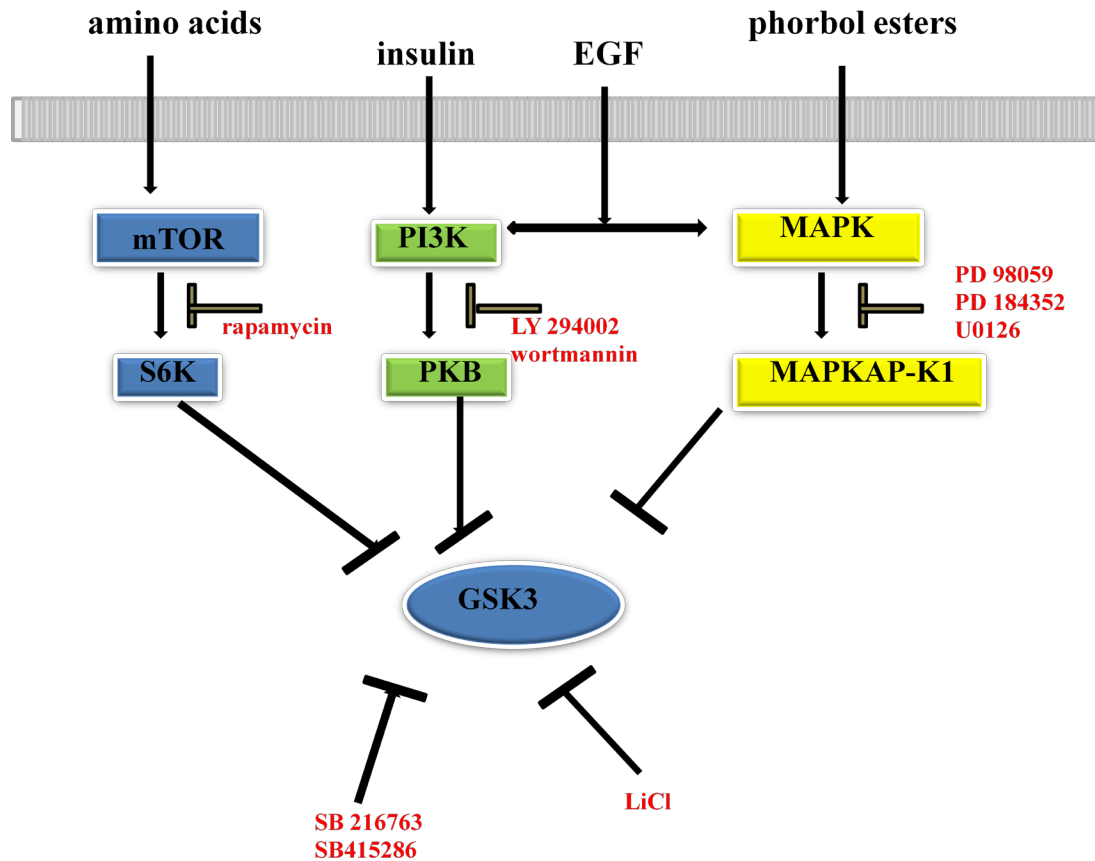 amino acids
insulin
EGF
phorbol esters
mTOR
PI3K
MAPK
rapamycin
LY 294002
wortmannin
PD 98059
PD 184352
U0126
S6K
PKB
MAPKAP-K1
GSK3
SB 216763
SB415286
LiCl